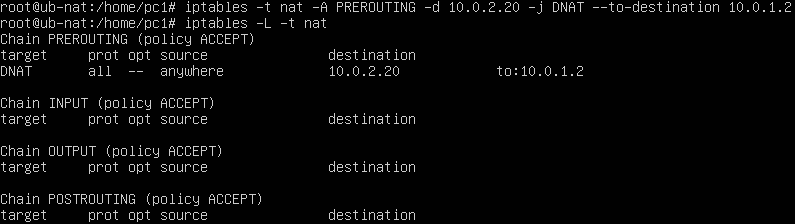 root@ub-nat:/home/pc1# iptables -t nat -A PREROUTING -d 10.0.2.20 -j DNAT --to-destination 10.0.1.2
root@ub-nat:/home/pc1# iptables -L -t nat
Chain PREROUTING (policy ACCEPT)
target     prot opt source               destination
DNAT       all  --  anywhere             10.0.2.20            to:10.0.1.2
Chain INPUT (policy ACCEPT)
target     prot opt source               destination
Chain OUTPUT (policy ACCEPT)
target     prot opt source               destination
Chain POSTROUTING (policy ACCEPT)
target     prot opt source               destination